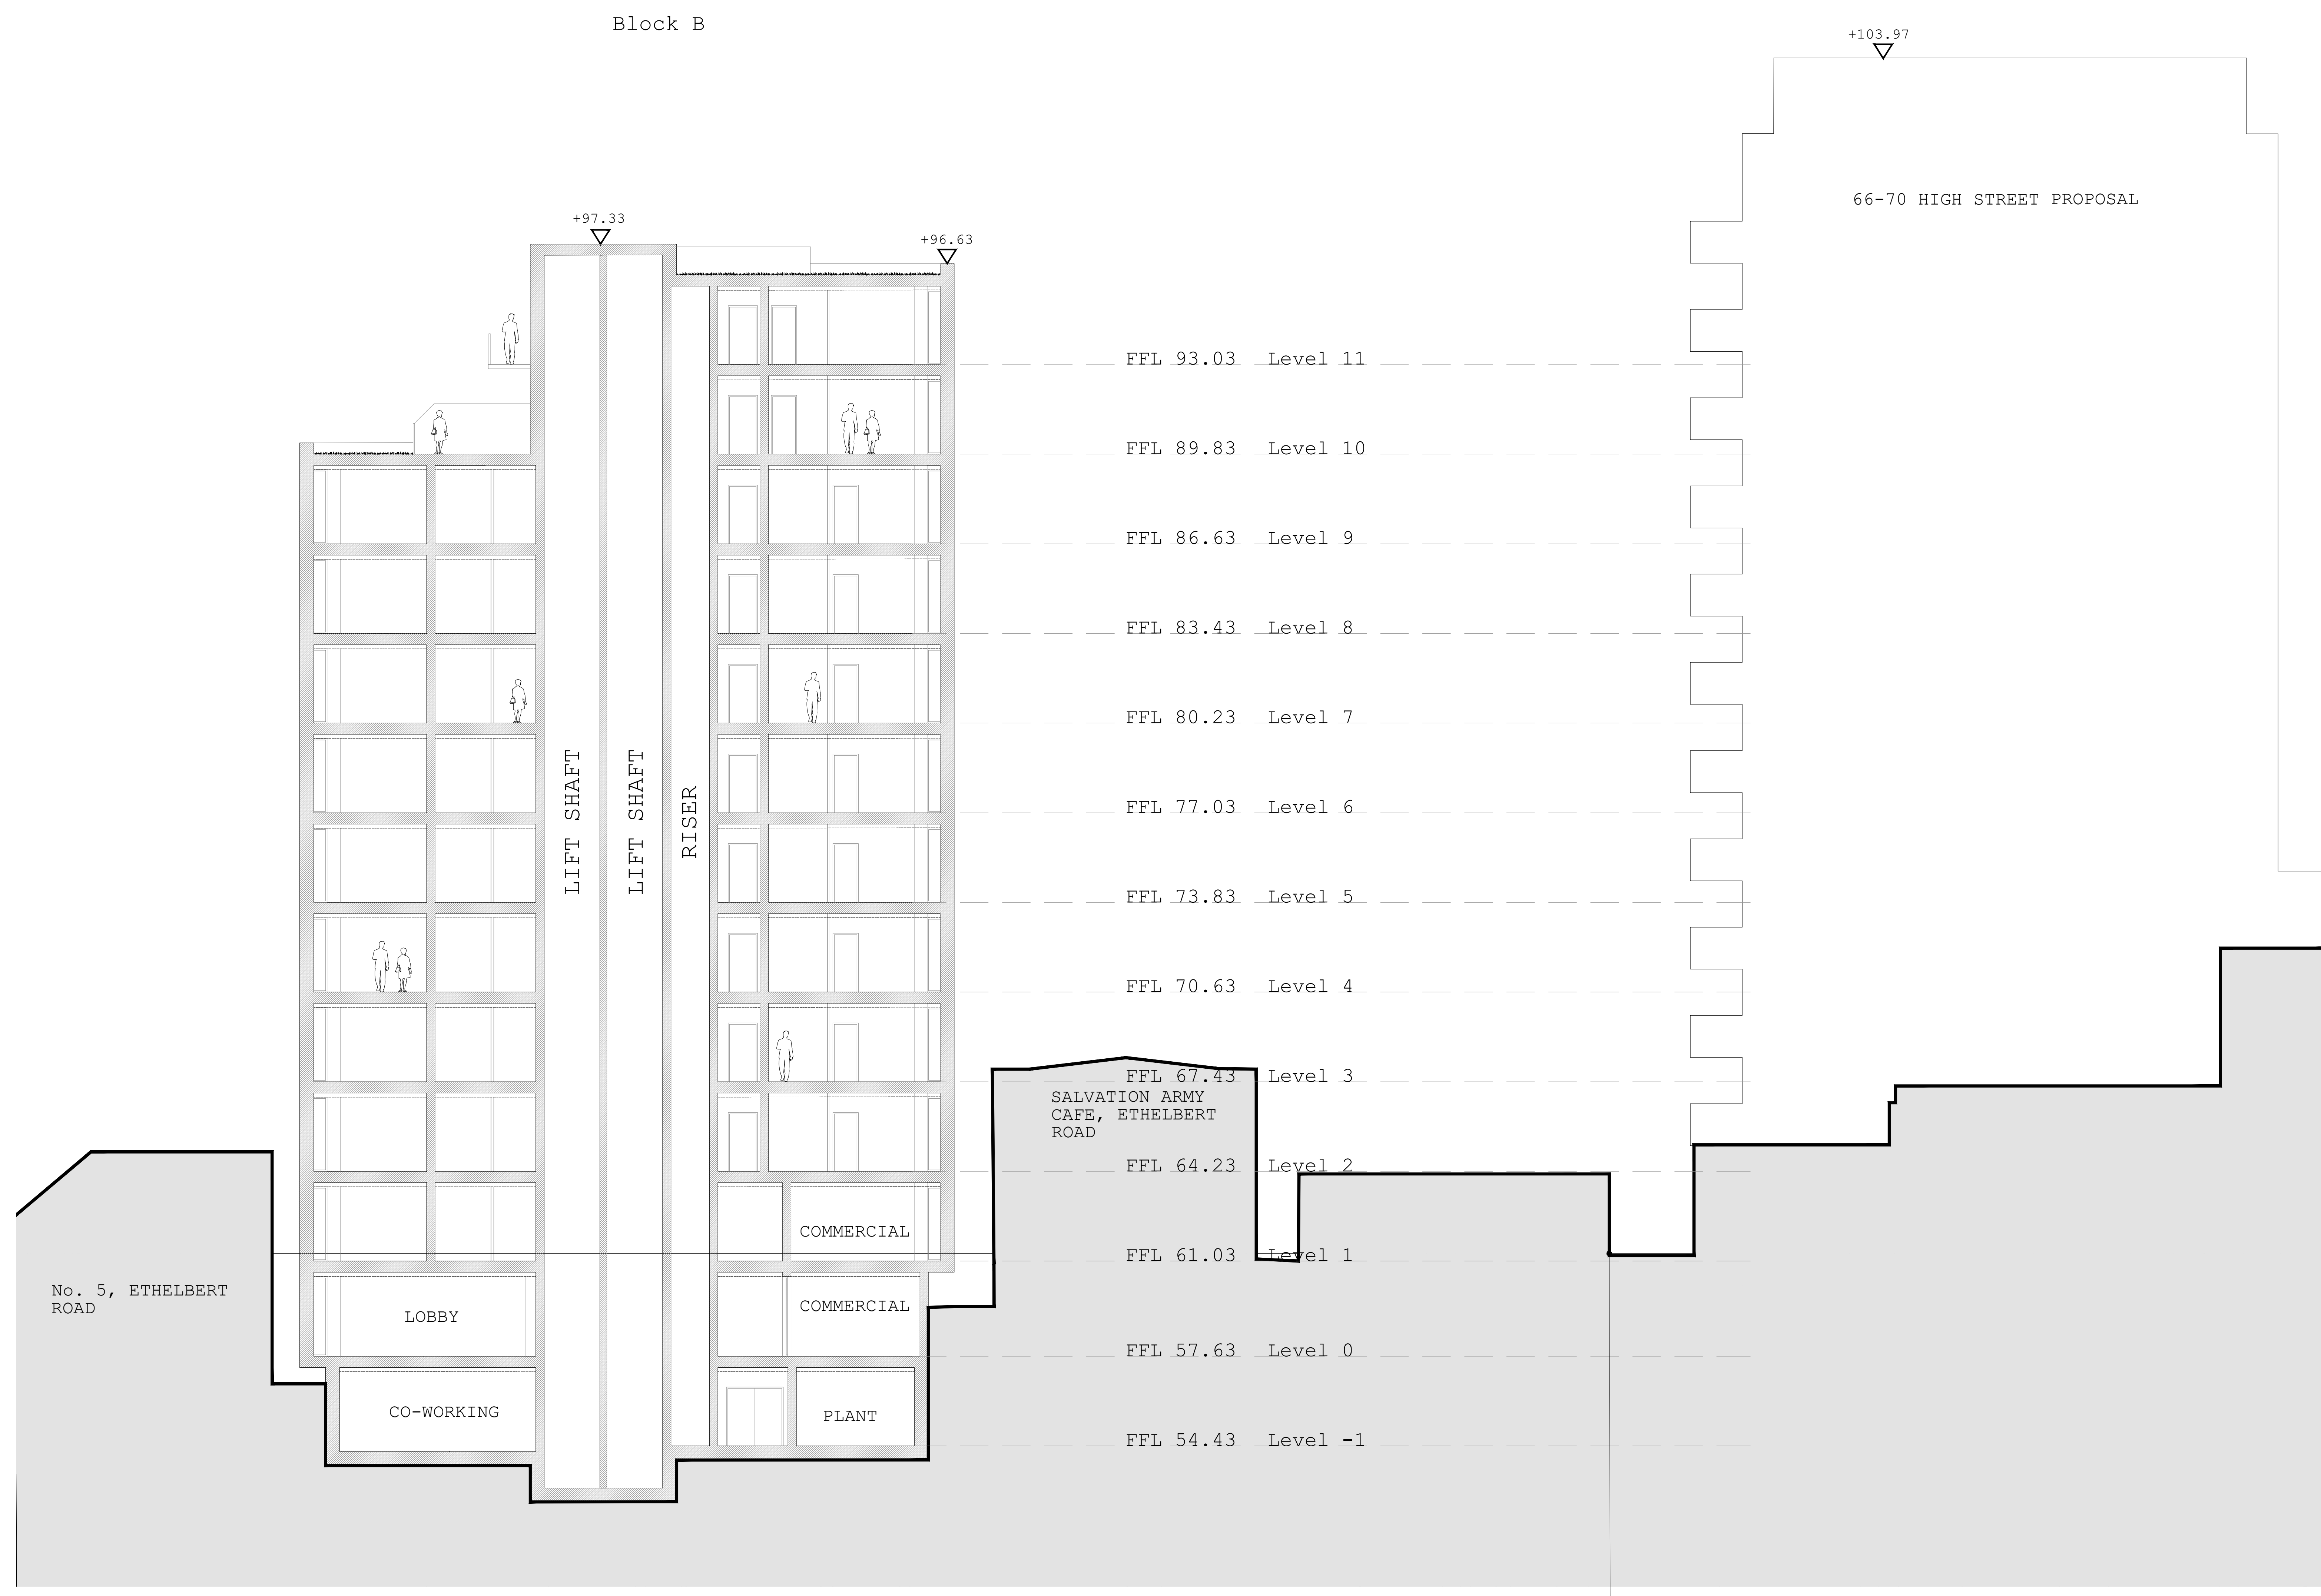 Block B
+103.97
66-70 HIGH STREET PROPOSAL
+97.33
+96.63
FFL 93.03 Level 11
FFL 89.83 Level 10
FFL 86.63 Level 9
FFL 83.43 Level 8
FFL 80.23 Level 7
FFL 77.03 Level 6
LIFT SHAFT
LIFT SHAFT
RISER
FFL 73.83 Level 5
FFL 70.63 Level 4
FFL 67.43 Level 3
SALVATION ARMY
CAFE, ETHELBERT
ROAD
FFL 64.23 Level 2
COMMERCIAL
FFL 61.03 Level 1
No. 5, ETHELBERT
ROAD
LOBBY
COMMERCIAL
FFL 57.63 Level 0
CO-WORKING
PLANT
FFL 54.43 Level -1